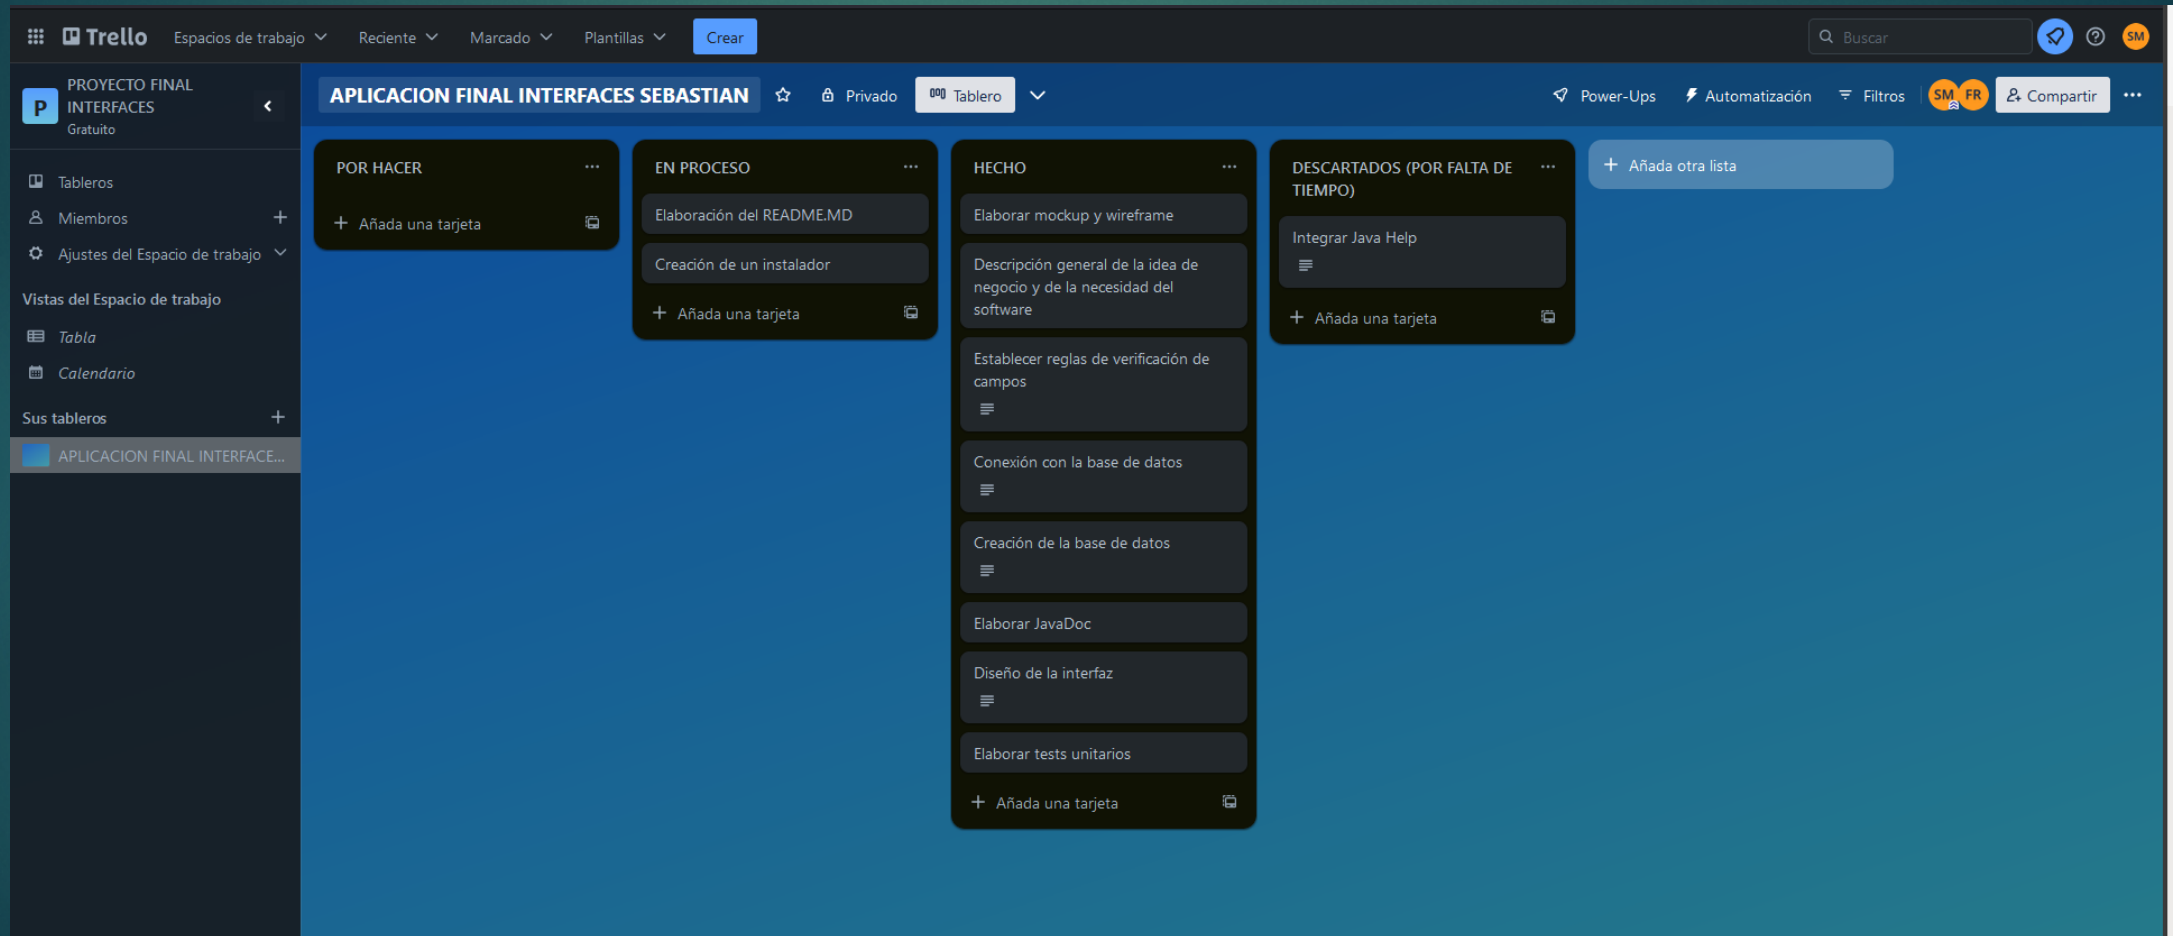 Trello
Espacios de trabajo
Reciente
Marcado
Plantillas
Crear
Buscar
SM
P
PROYECTO FINAL
INTERFACES
Gratuito
Tableros
Miembros
Ajustes del Espacio de trabajo
Vistas del Espacio de trabajo
Tabla
Calendario
Sus tableros
APLICACION FINAL INTERFACE...
APLICACION FINAL INTERFACES SEBASTIAN
Privado
Tablero
Power-Ups
Automatización
Filtros
SM
FR
Compartir
POR HACER
Añada una tarjeta
EN PROCESO
Elaboración del README.MD
Creación de un instalador
Añada una tarjeta
HECHO
Elaborar mockup y wireframe
Descripción general de la idea de
negocio y de la necesidad del
software
Establecer reglas de verificación de
campos
Conexión con la base de datos
Creación de la base de datos
Elaborar JavaDoc
Diseño de la interfaz
Elaborar tests unitarios
Añada una tarjeta
DESCARTADOS (POR FALTA DE
TIEMPO)
Integrar Java Help
Añada una tarjeta
Añada otra lista